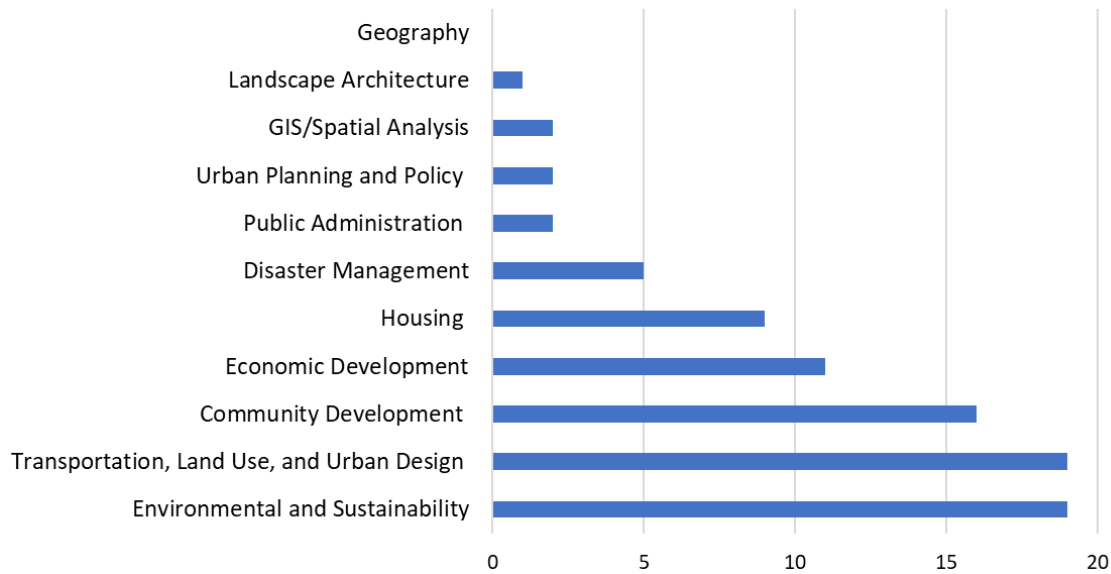 Geography
Landscape Architecture
GIS/Spatial Analysis
Urban Planning and Policy
Public Administration
Disaster Management
Housing
Economic Development
Community Development
Transportation, Land Use, and Urban Design
Environmental and Sustainability
0 5 10 15 20